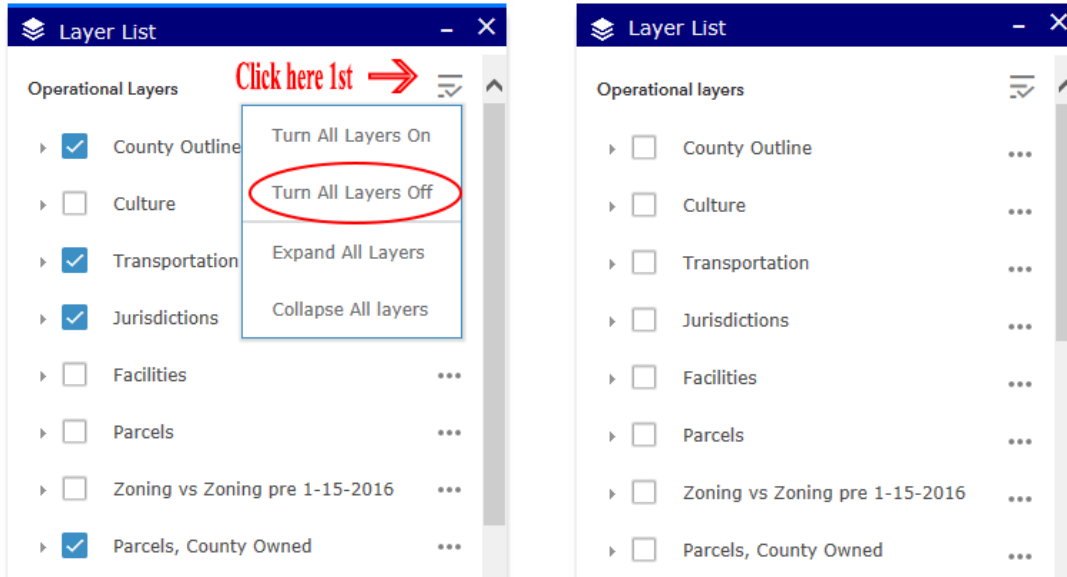 Layer List
Operational Layers
Click here 1st
Turn All Layers On
Turn All Layers Off
Expand All Layers
Collapse All layers
County Outline
Culture
Transportation
Jurisdictions
Facilities
Parcels
Zoning vs Zoning pre 1-15-2016
Parcels, County Owned
Layer List
Operational layers
County Outline
Culture
Transportation
Jurisdictions
Facilities
Parcels
Zoning vs Zoning pre 1-15-2016
Parcels, County Owned